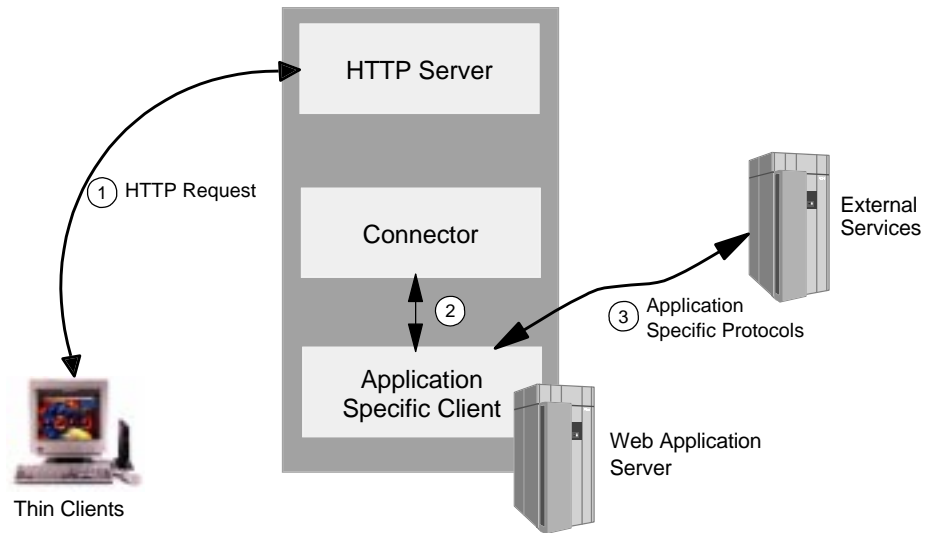 HTTP Server
1 HTTP Request
Connector
External
Services
2
3 Application
Specific Protocols
Application
Specific Client
Web Application
Server
Thin Clients